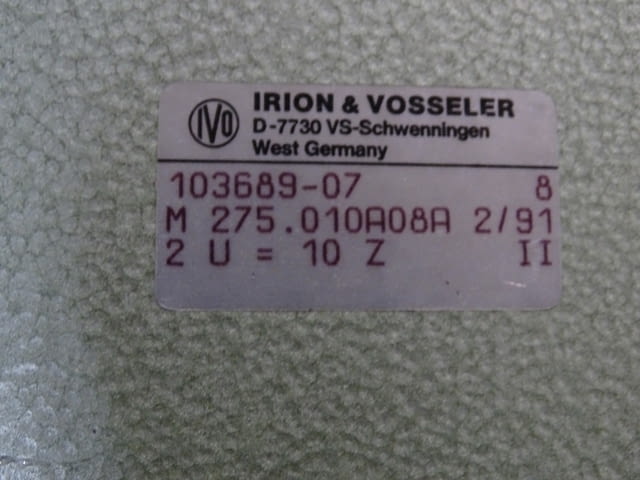 IVO
IRION & VOSSELER
D-7730 VS-Schwenningen
West Germany
103689-07 8
M 275.010A08A 2/91
2 U = 10 Z II